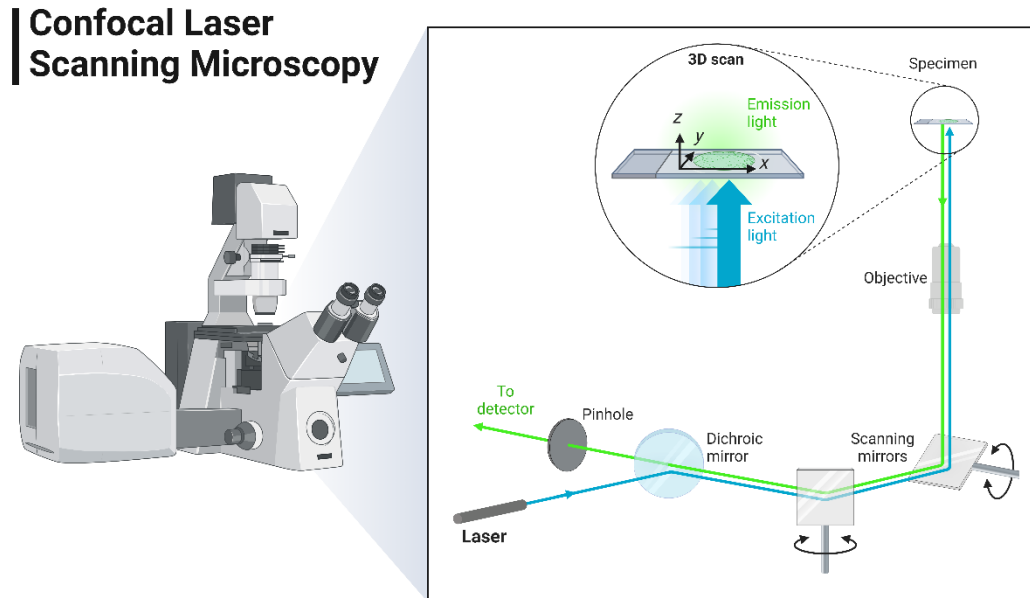 Confocal Laser
Scanning Microscopy
3D scan
Emission
light
z
y
x
Excitation
light
Specimen
Objective
To
detector
Pinhole
Dichroic
mirror
Scanning
mirrors
Laser